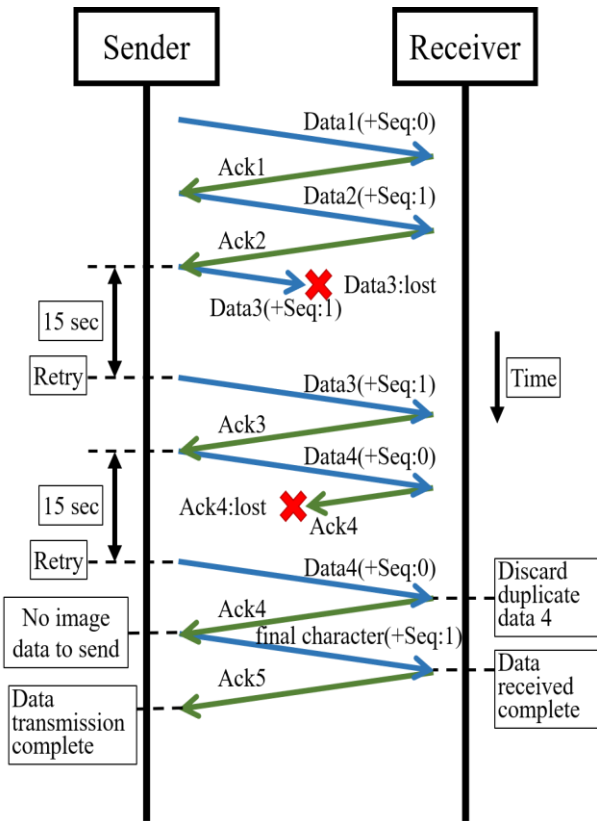 Sender
Receiver
Data1(+Seq:0)
Ack1
Data2(+Seq:1)
Ack2
Data3:lost
Data3(+Seq:1)
15 sec
Retry
Data3(+Seq:1)
Time
Ack3
Data4(+Seq:0)
Ack4:lost
Ack4
15 sec
Retry
Data4(+Seq:0)
Discard
duplicate
data 4
Ack4
No image
data to send
final character(+Seq:1)
Data
received
complete
Ack5
Data
transmission
complete